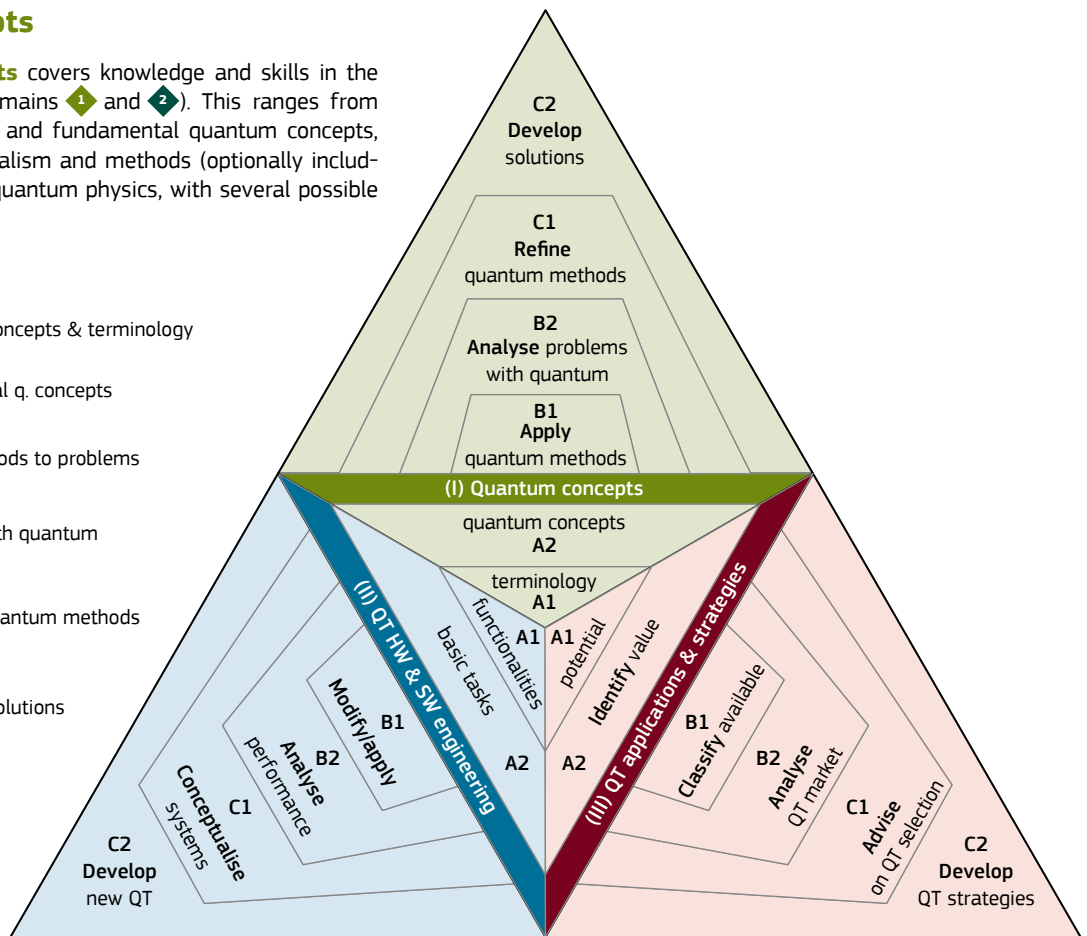 pts
ts covers knowledge and skills in the
mains 1 and 2). This ranges from
and fundamental quantum concepts,
alism and methods (optionally includ-
quantum physics, with several possible
oncepts & terminology
al q. concepts
ods to problems
th quantum
antum methods
olutions
C2
Develop
solutions
C1
Refine
quantum methods
B2
Analyse problems
with quantum
B1
Apply
quantum methods
(I) Quantum concepts
quantum concepts
A2
terminology
A1
(II) QT HW & SW engineering
A1
functionalities
basic tasks
A2
B1
Modify/apply
B2
Analyse
performance
C1
Conceptualise
systems
C2
Develop
new QT
(III) QT applications & strategies
A1
potential
Identify value
A2
B1
Classify available
B2
Analyse
QT market
C1
Advise
on QT selection
C2
Develop
QT strategies